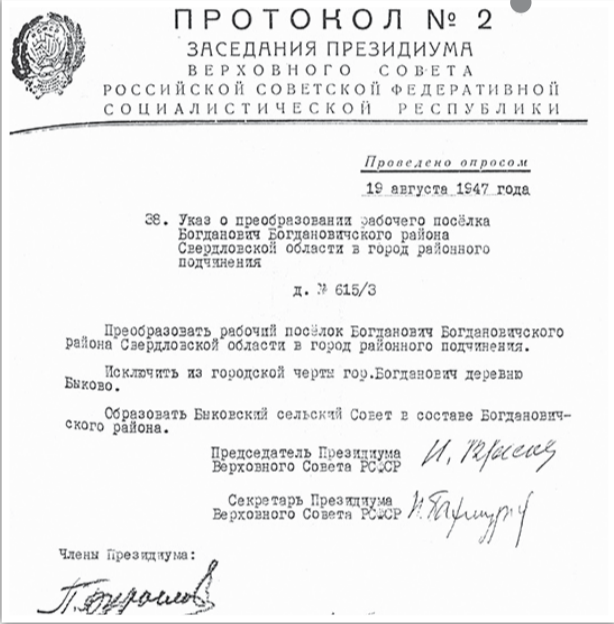 ПРОТОКОЛ № 2
ЗАСЕДАНИЯ ПРЕЗИДИУМА
ВЕРХОВНОГО СОВЕТА
РОССИЙСКОЙ СОВЕТСКОЙ ФЕДЕРАТИВНОЙ
СОЦИАЛИСТИЧЕСКОЙ РЕСПУБЛИКИ
Проведено опросом
19 августа 1947 года
38. Указ о преобразовании рабочего посёлка
Богданович Богдановичского района
Свердловской области в город районного
подчинения
д. № 615/3
Преобразовать рабочий посёлок Богданович Богдановичского
района Свердловской области в город районного подчинения.
Исключить из городской черты гор.Богданович деревню
Быково.
Образовать Быковский сельский Совет в составе Богданович-
ского района.
Председатель Президиума
Верховного Совета РСФСР
Секретарь Президиума
Верховного Совета РСФСР
Члены Президиума: